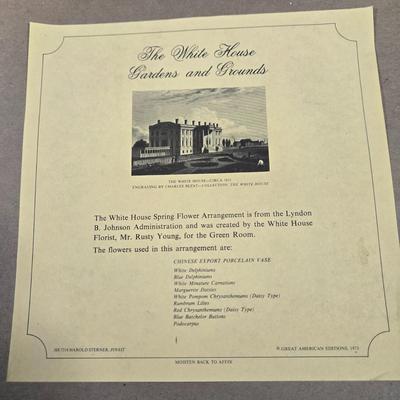 The White House
Gardens and Grounds
THE WHITE HOUSE—CIRCA 1831
ENGRAVING BY CHARLES BURT—COLLECTION: THE WHITE HOUSE
The White House Spring Flower Arrangement is from the Lyndon
B. Johnson Administration and was created by the White House
Florist, Mr. Rusty Young, for the Green Room.
The flowers used in this arrangement are:
CHINESE EXPORT PORCELAIN VASE
White Delphiniums
Blue Delphiniums
White Minature Carnations
Marguerite Daisies
White Pompom Chrysanthemums (Daisy Type)
Rumbrum Lilies
Red Chrysanthemums (Daisy Type)
Blue Batchelor Buttons
Podocarpus
HAROLD STERNER, PINXIT
© GREAT AMERICAN EDITIONS, 1975
MOISTEN BACK TO AFFIX